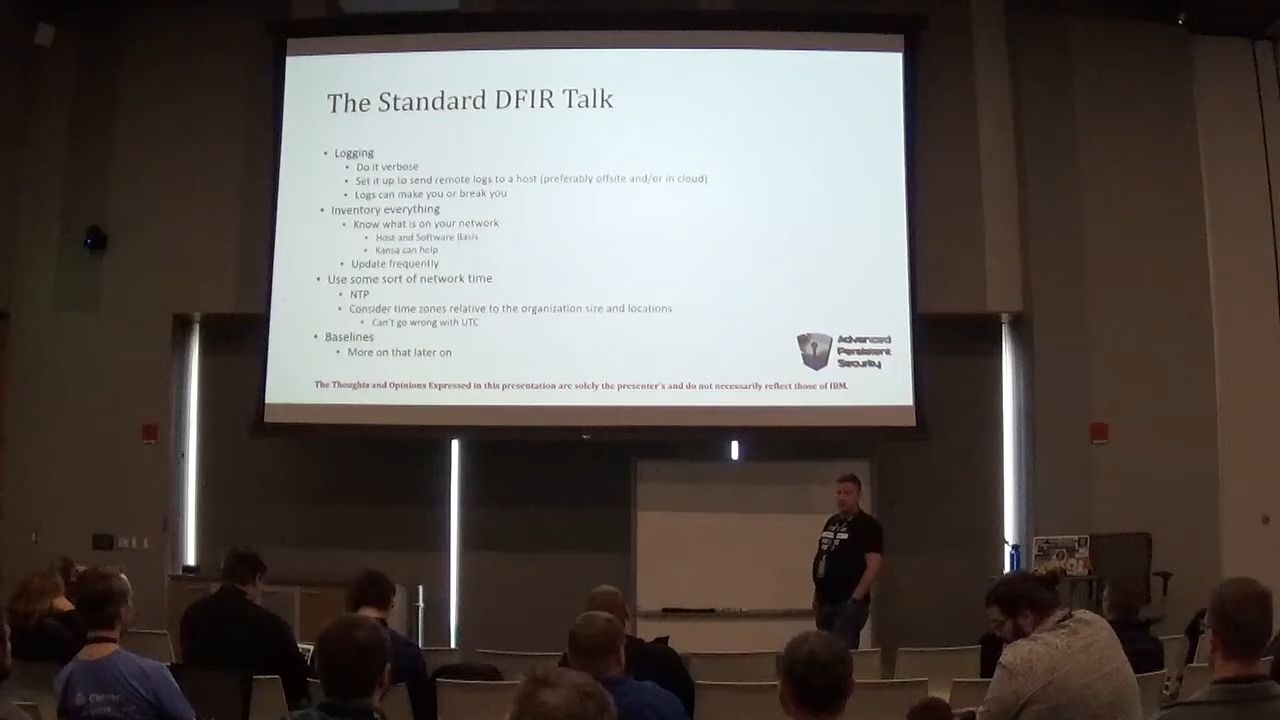 The Standard DFIR Talk
• Logging
• Do it verbose
• Set it up to send remote logs to a host (preferably offsite and/or in cloud)
• Logs can make you or break you
• Inventory everything
• Know what is on your network
• Host and Software Basis
• Kansa can help
• Update frequently
• Use some sort of network time
• NTP
• Consider time zones relative to the organization size and locations
• Can't go wrong with UTC
• Baselines
• More on that later on
Advanced
Persistent
Security
The Thoughts and Opinions Expressed in this presentation are solely the presenter's and do not necessarily reflect those of IBM.